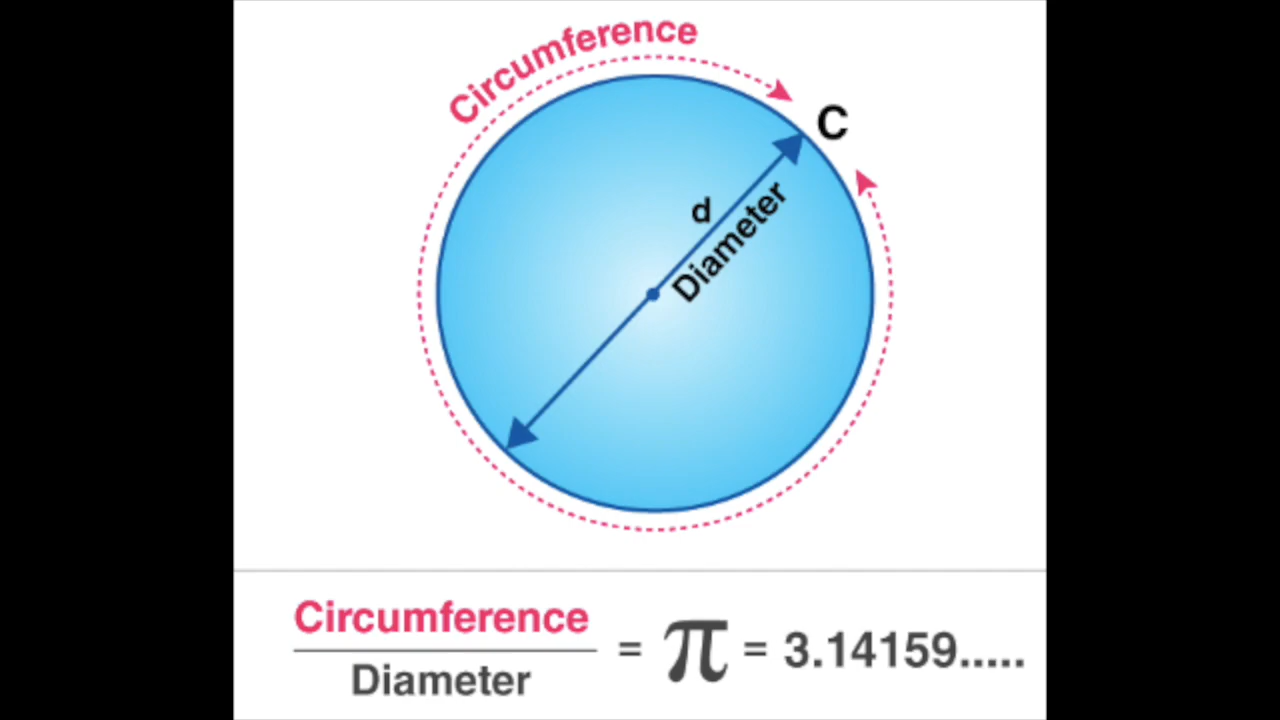 Circumference
C
d
Diameter
Circumference
Diameter
= π = 3.14159.....